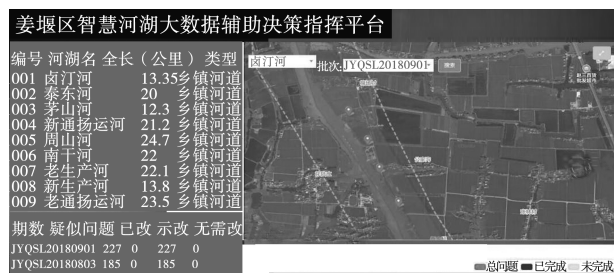 姜堰区智慧河湖大数据辅助决策指挥平台
编号 河湖名 全长（公里） 类型
001 卤汀河 13.35 乡镇河道
002 泰东河 20 乡镇河道
003 茅山河 12.3 乡镇河道
004 新通扬运河 21.2 乡镇河道
005 周山河 24.7 乡镇河道
006 南干河 22 乡镇河道
007 老生产河 22.1 乡镇河道
008 新生产河 13.8 乡镇河道
009 老通扬运河 23.5 乡镇河道
期数 疑似问题 已改 示改 无需改
JYQSL20180901 227 0 227 0
JYQSL20180803 185 0 185 0
卤汀河 批次: JYQSL20180901
总问题 已完成 未完成